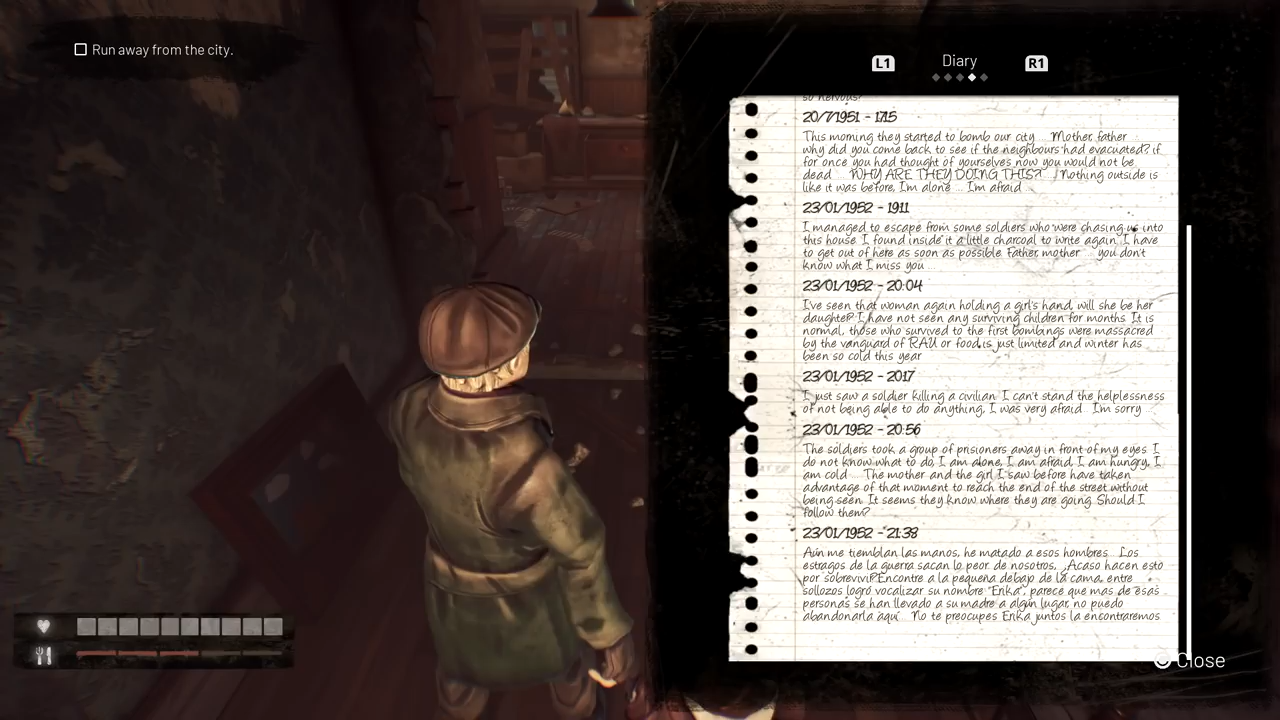 Run away from the city.
L1
Diary
R1
so nervous?
20/7/1951 - 17:15
This morning they started to bomb our city ... Mother, father
why did you come back to see if the neighbours had evacuated? if
for once you had thought of yourselves now you would not be
dead ... WHY ARE THEY DOING THIS? ... Nothing outside is
like it was before, I'm alone ... I'm afraid ...
23/01/1952 - 19:11
I managed to escape from some soldiers who were chasing us into
this house. I found inside it a little charcoal to write again. I have
to get out of here as soon as possible. Father, mother ... you don't
know what I miss you ...
23/01/1952 - 20:04
I've seen that woman again holding a girl's hand, will she be her
daughter? I have not seen any surviving children for months. It is
normal, those who survived to the first bombings were massacred
by the vanguard of RAU or food is just limited and winter has
been so cold this year
23/01/1952 - 20:17
I just saw a soldier killing a civilian. I can't stand the helplessness
of not being able to do anything, I was very afraid. I'm sorry
23/01/1952 - 20:56
The soldiers took a group of prisioners away in front of my eyes. I
do not know what to do, I am alone, I am afraid, I am hungry, I
am cold ... The mother and the girl I saw before have taken
advantage of that moment to reach the end of the street without
being seen. It seems they know where they are going. Should I
follow them?
23/01/1952 - 21:38
Aún me tiemblan las manos, he matado a esos hombres... Los
estragos de la guerra sacan lo peor de nosotros, ¿Acaso hacen esto
por sobrevivir? Encontre a la pequeña debajo de la cama, entre
sollozos logró vocalizar su nombre "Erika", parece que mas de esas
personas se han llevado a su madre a algún lugar, no puedo
abandonarla aquí... No te preocupes Erika, juntos la encontraremos
Close